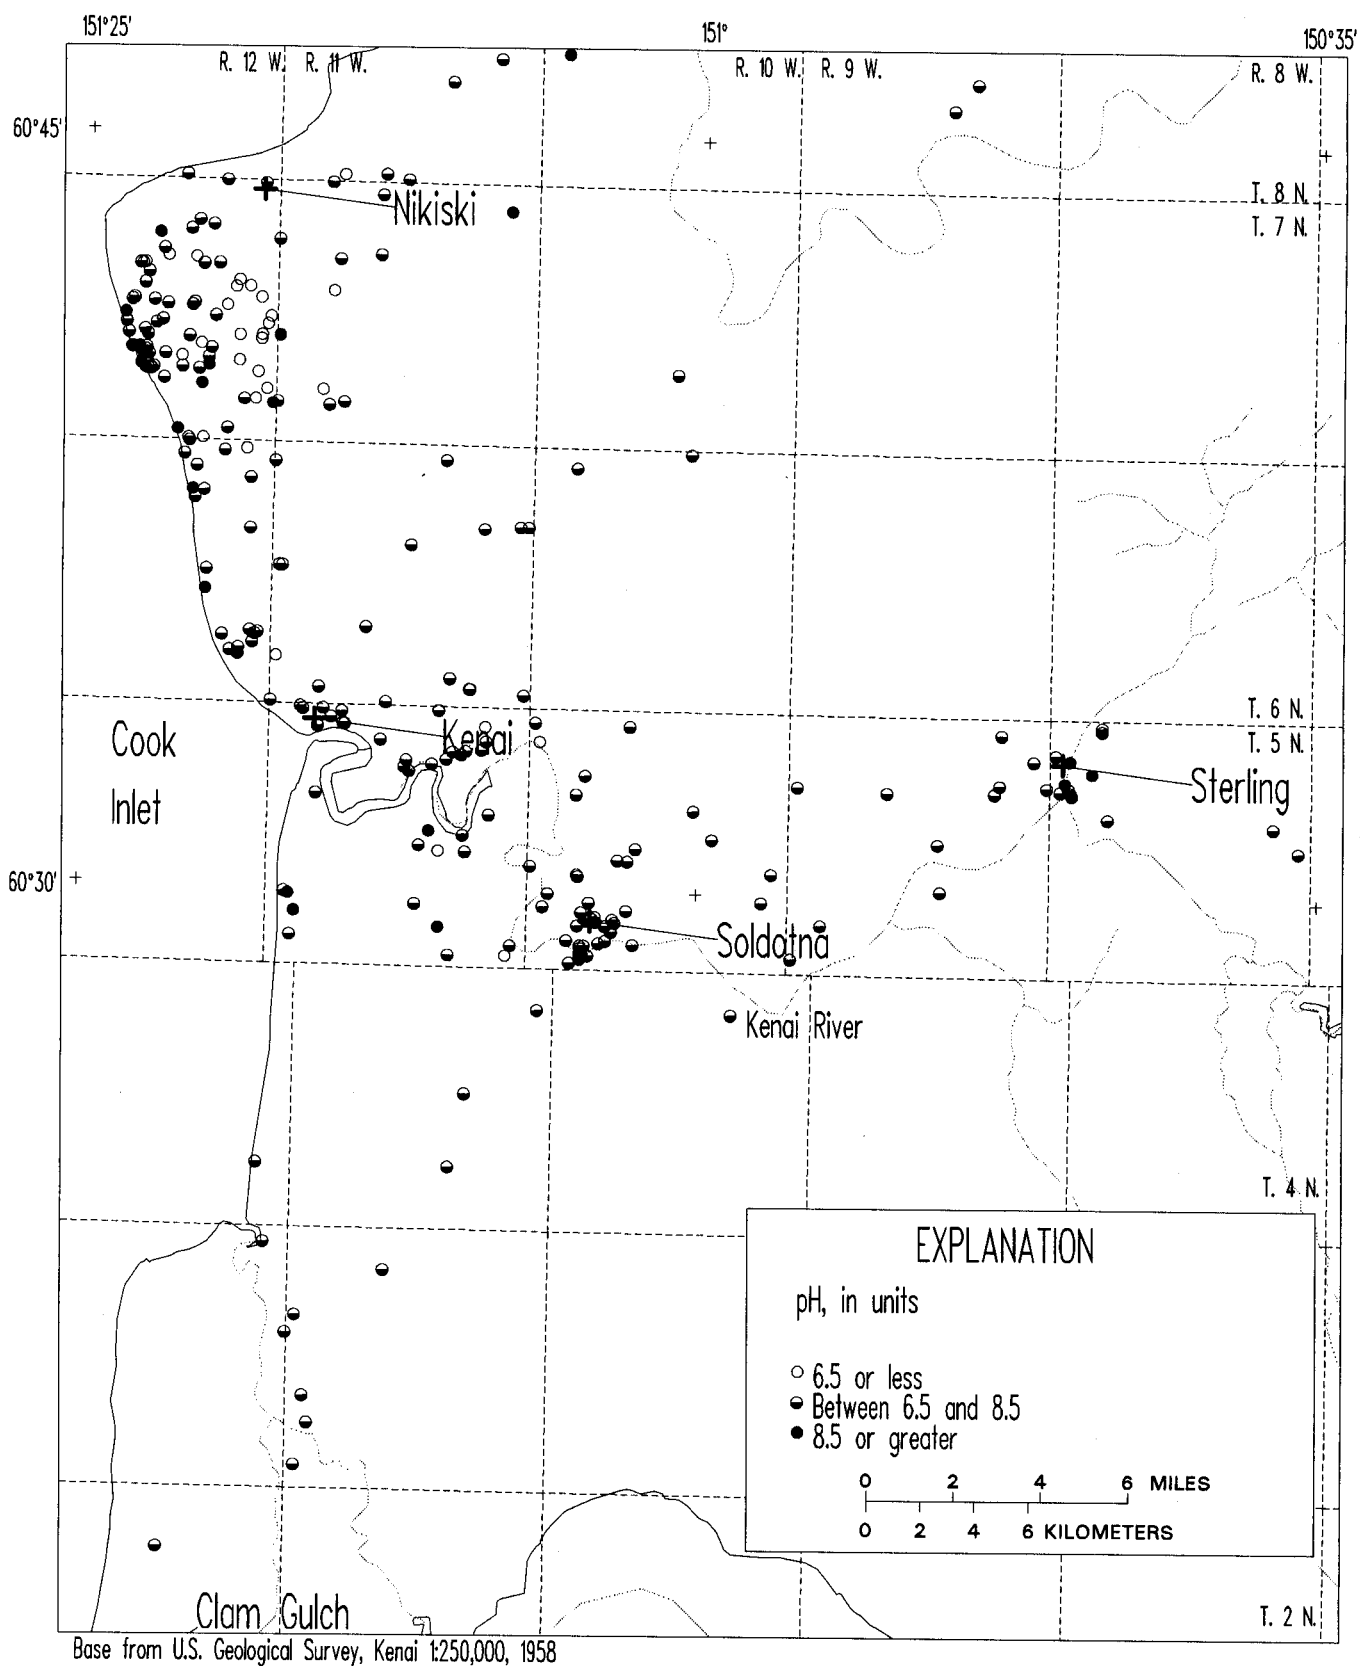 151°25'
151°
150°35'
R. 12 W. R. 11 W.
R. 10 W. R. 9 W.
R. 8 W.
60°45'
T. 8 N.
Nikiski
T. 7 N.
T. 6 N.
Cook
Inlet
Kenai
T. 5 N.
Sterling
60°30'
Soldotna
Kenai River
T. 4 N.
EXPLANATION
pH, in units
6.5 or less
Between 6.5 and 8.5
8.5 or greater
0 2 4 6 MILES
0 2 4 6 KILOMETERS
Clam Gulch
T. 2 N.
Base from U.S. Geological Survey, Kenai 1:250,000, 1958